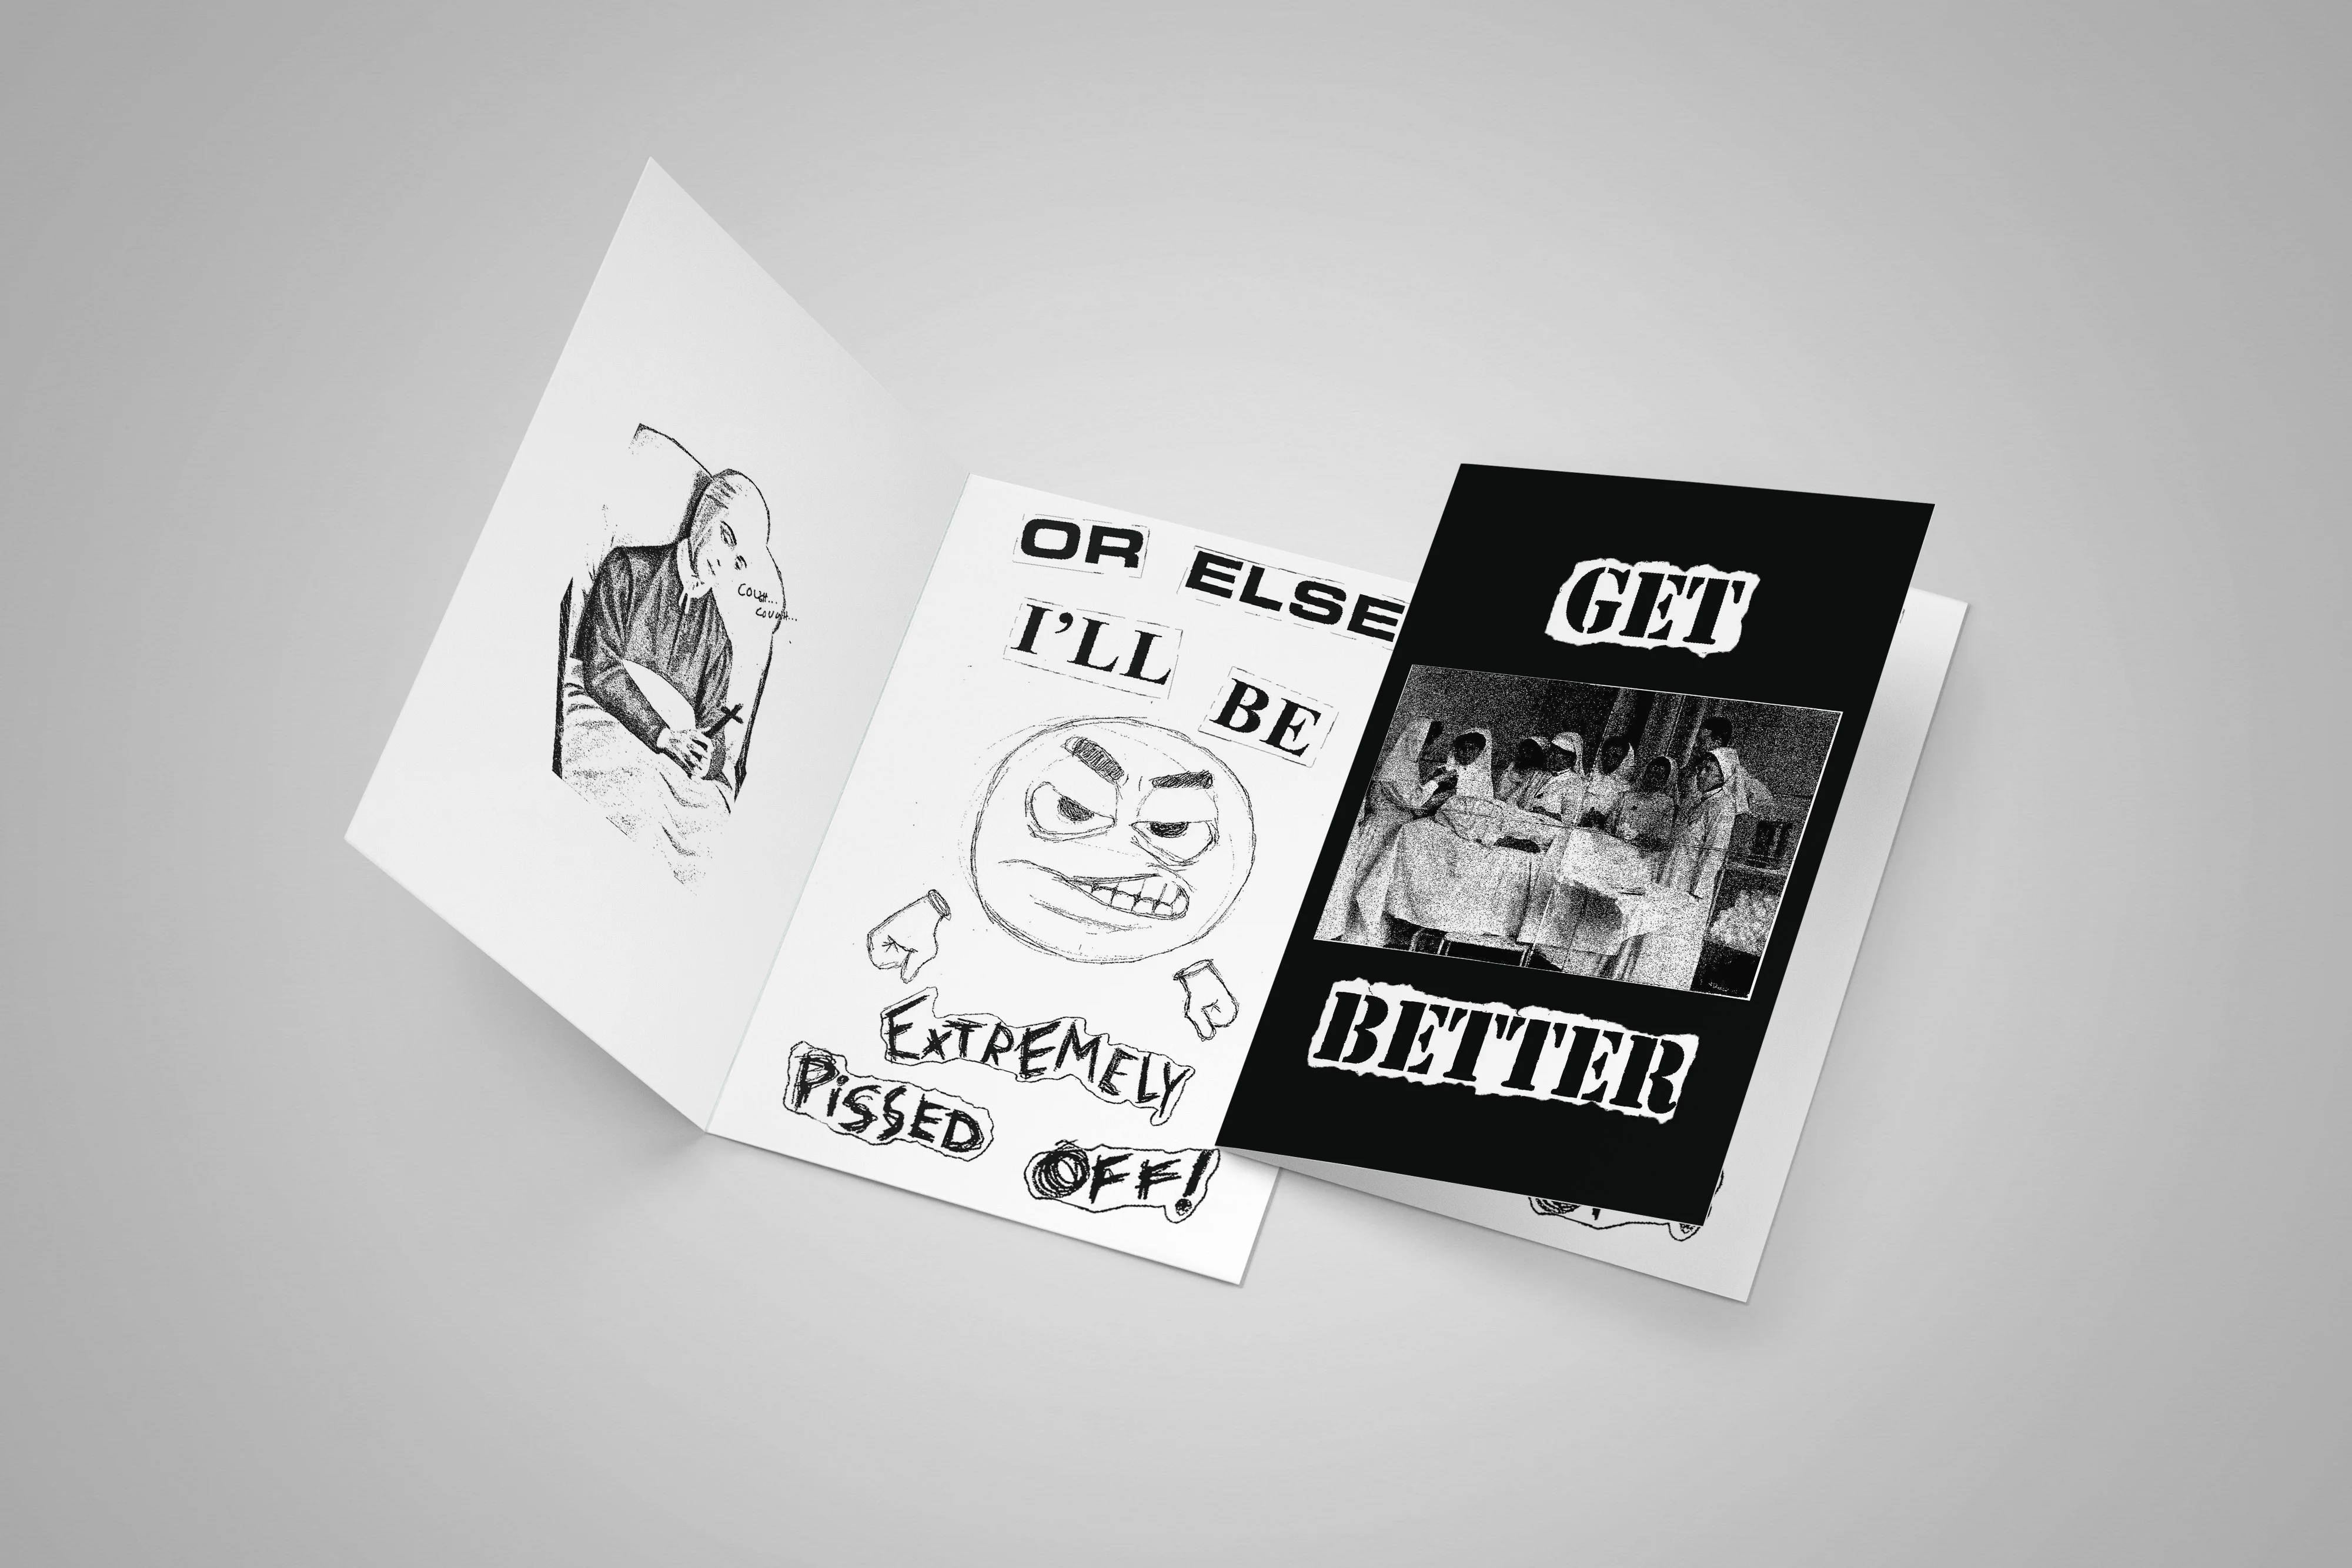 COUGH...
COUGH...
OR ELSE
I'LL
BE
EXTREMELY
PiSSED
OFF!
GET
BETTER